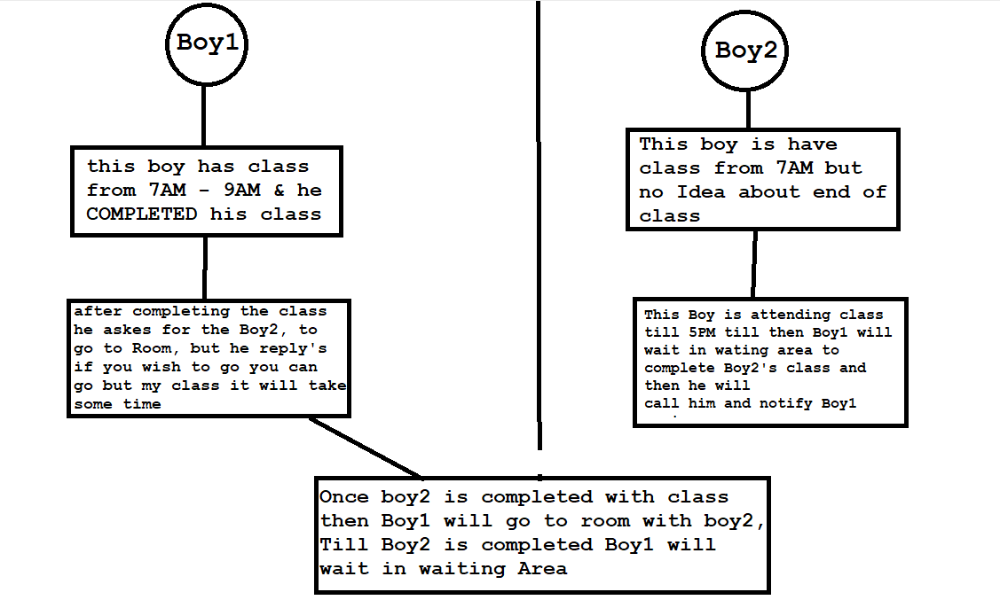 Boy1
this boy has class
from 7AM - 9AM & he
COMPLETED his class
after completing the class
he askes for the Boy2, to
go to Room, but he reply's
if you wish to go you can
go but my class it will take
some time
Boy2
This boy is have
class from 7AM but
no Idea about end of
class
This Boy is attending class
till 5PM till then Boy1 will
wait in wating area to
complete Boy2's class and
then he will
call him and notify Boy1
.
Once boy2 is completed with class
then Boy1 will go to room with boy2,
Till Boy2 is completed Boy1 will
wait in waiting Area